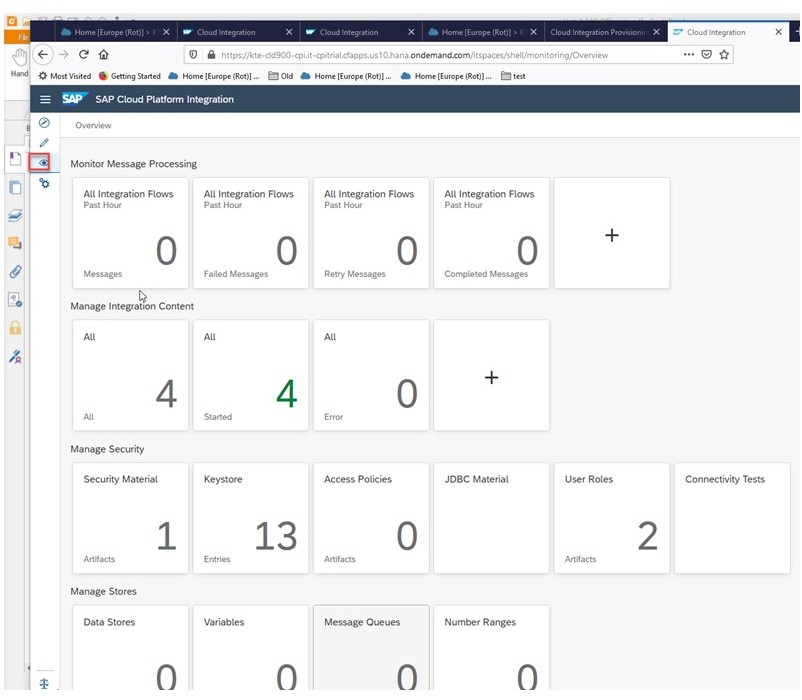 Home [Europe (Rot)] > 
Cloud Integration
Cloud Integration
Home [Europe (Rot)] > 
Cloud Integration Provisionin
Cloud Integration
File
Hand
https://kte-dd900-cpi.it-cpitrial.cfapps.us10.hana.ondemand.com/itspaces/shell/monitoring/Overview
Most Visited
Getting Started
Home [Europe (Rot)] ...
Old
Home [Europe (Rot)] ...
Home [Europe (Rot)] ...
test
SAP SAP Cloud Platform Integration
Overview
Monitor Message Processing
All Integration Flows
Past Hour
0
Messages
All Integration Flows
Past Hour
0
Failed Messages
All Integration Flows
Past Hour
0
Retry Messages
All Integration Flows
Past Hour
0
Completed Messages
+
Manage Integration Content
All
4
All
All
4
Started
All
0
Error
+
Manage Security
Security Material
1
Artifacts
Keystore
13
Entries
Access Policies
0
Artifacts
JDBC Material
User Roles
2
Artifacts
Connectivity Tests
Manage Stores
Data Stores
0
Variables
0
Message Queues
0
Number Ranges
0